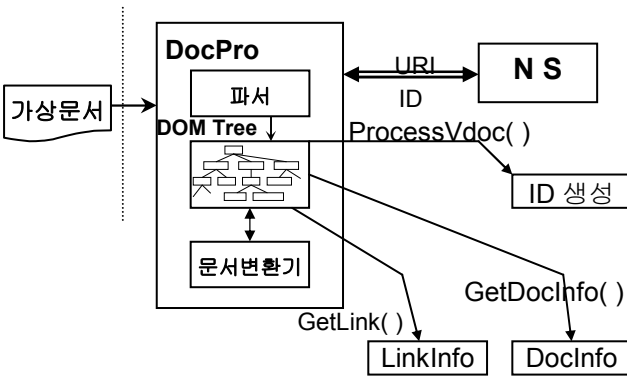 DocPro
가상문서
파서
URI
ID
N S
DOM Tree
ProcessVdoc( )
ID 생성
문서변환기
GetDocInfo( )
GetLink( )
LinkInfo
DocInfo